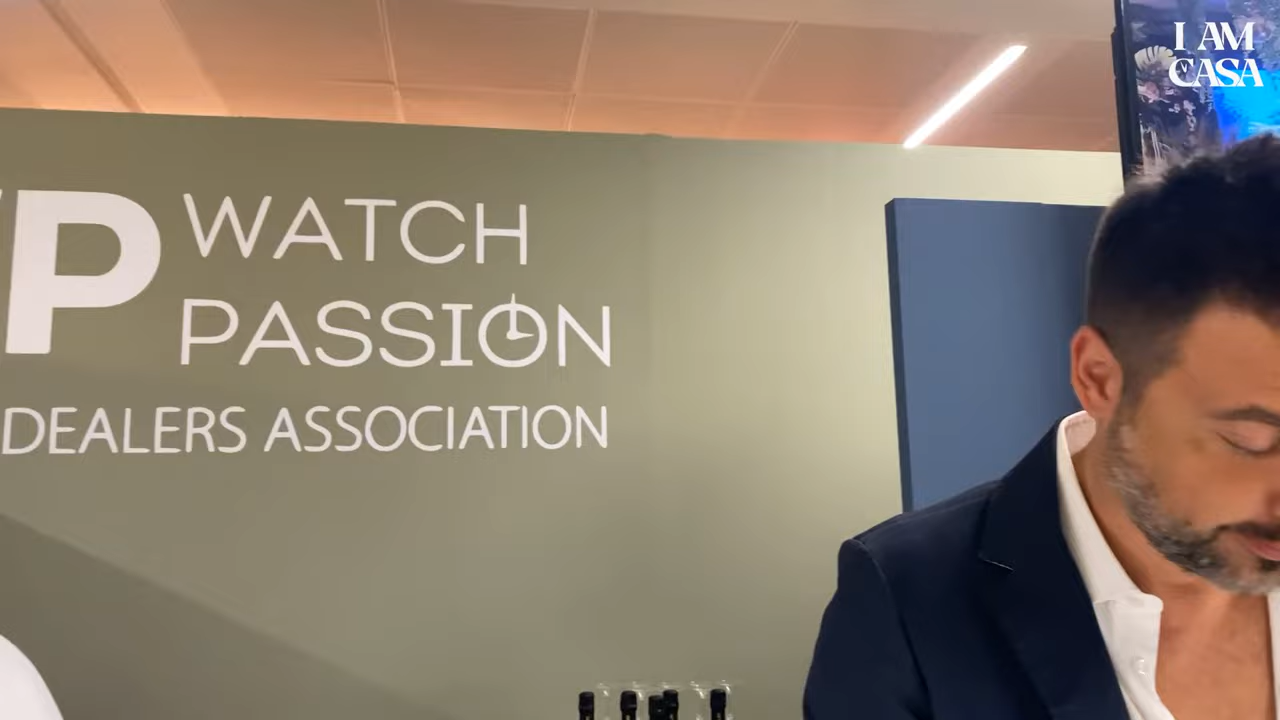 P WATCH
PASSION
DEALERS ASSOCIATION
I AM
CASA